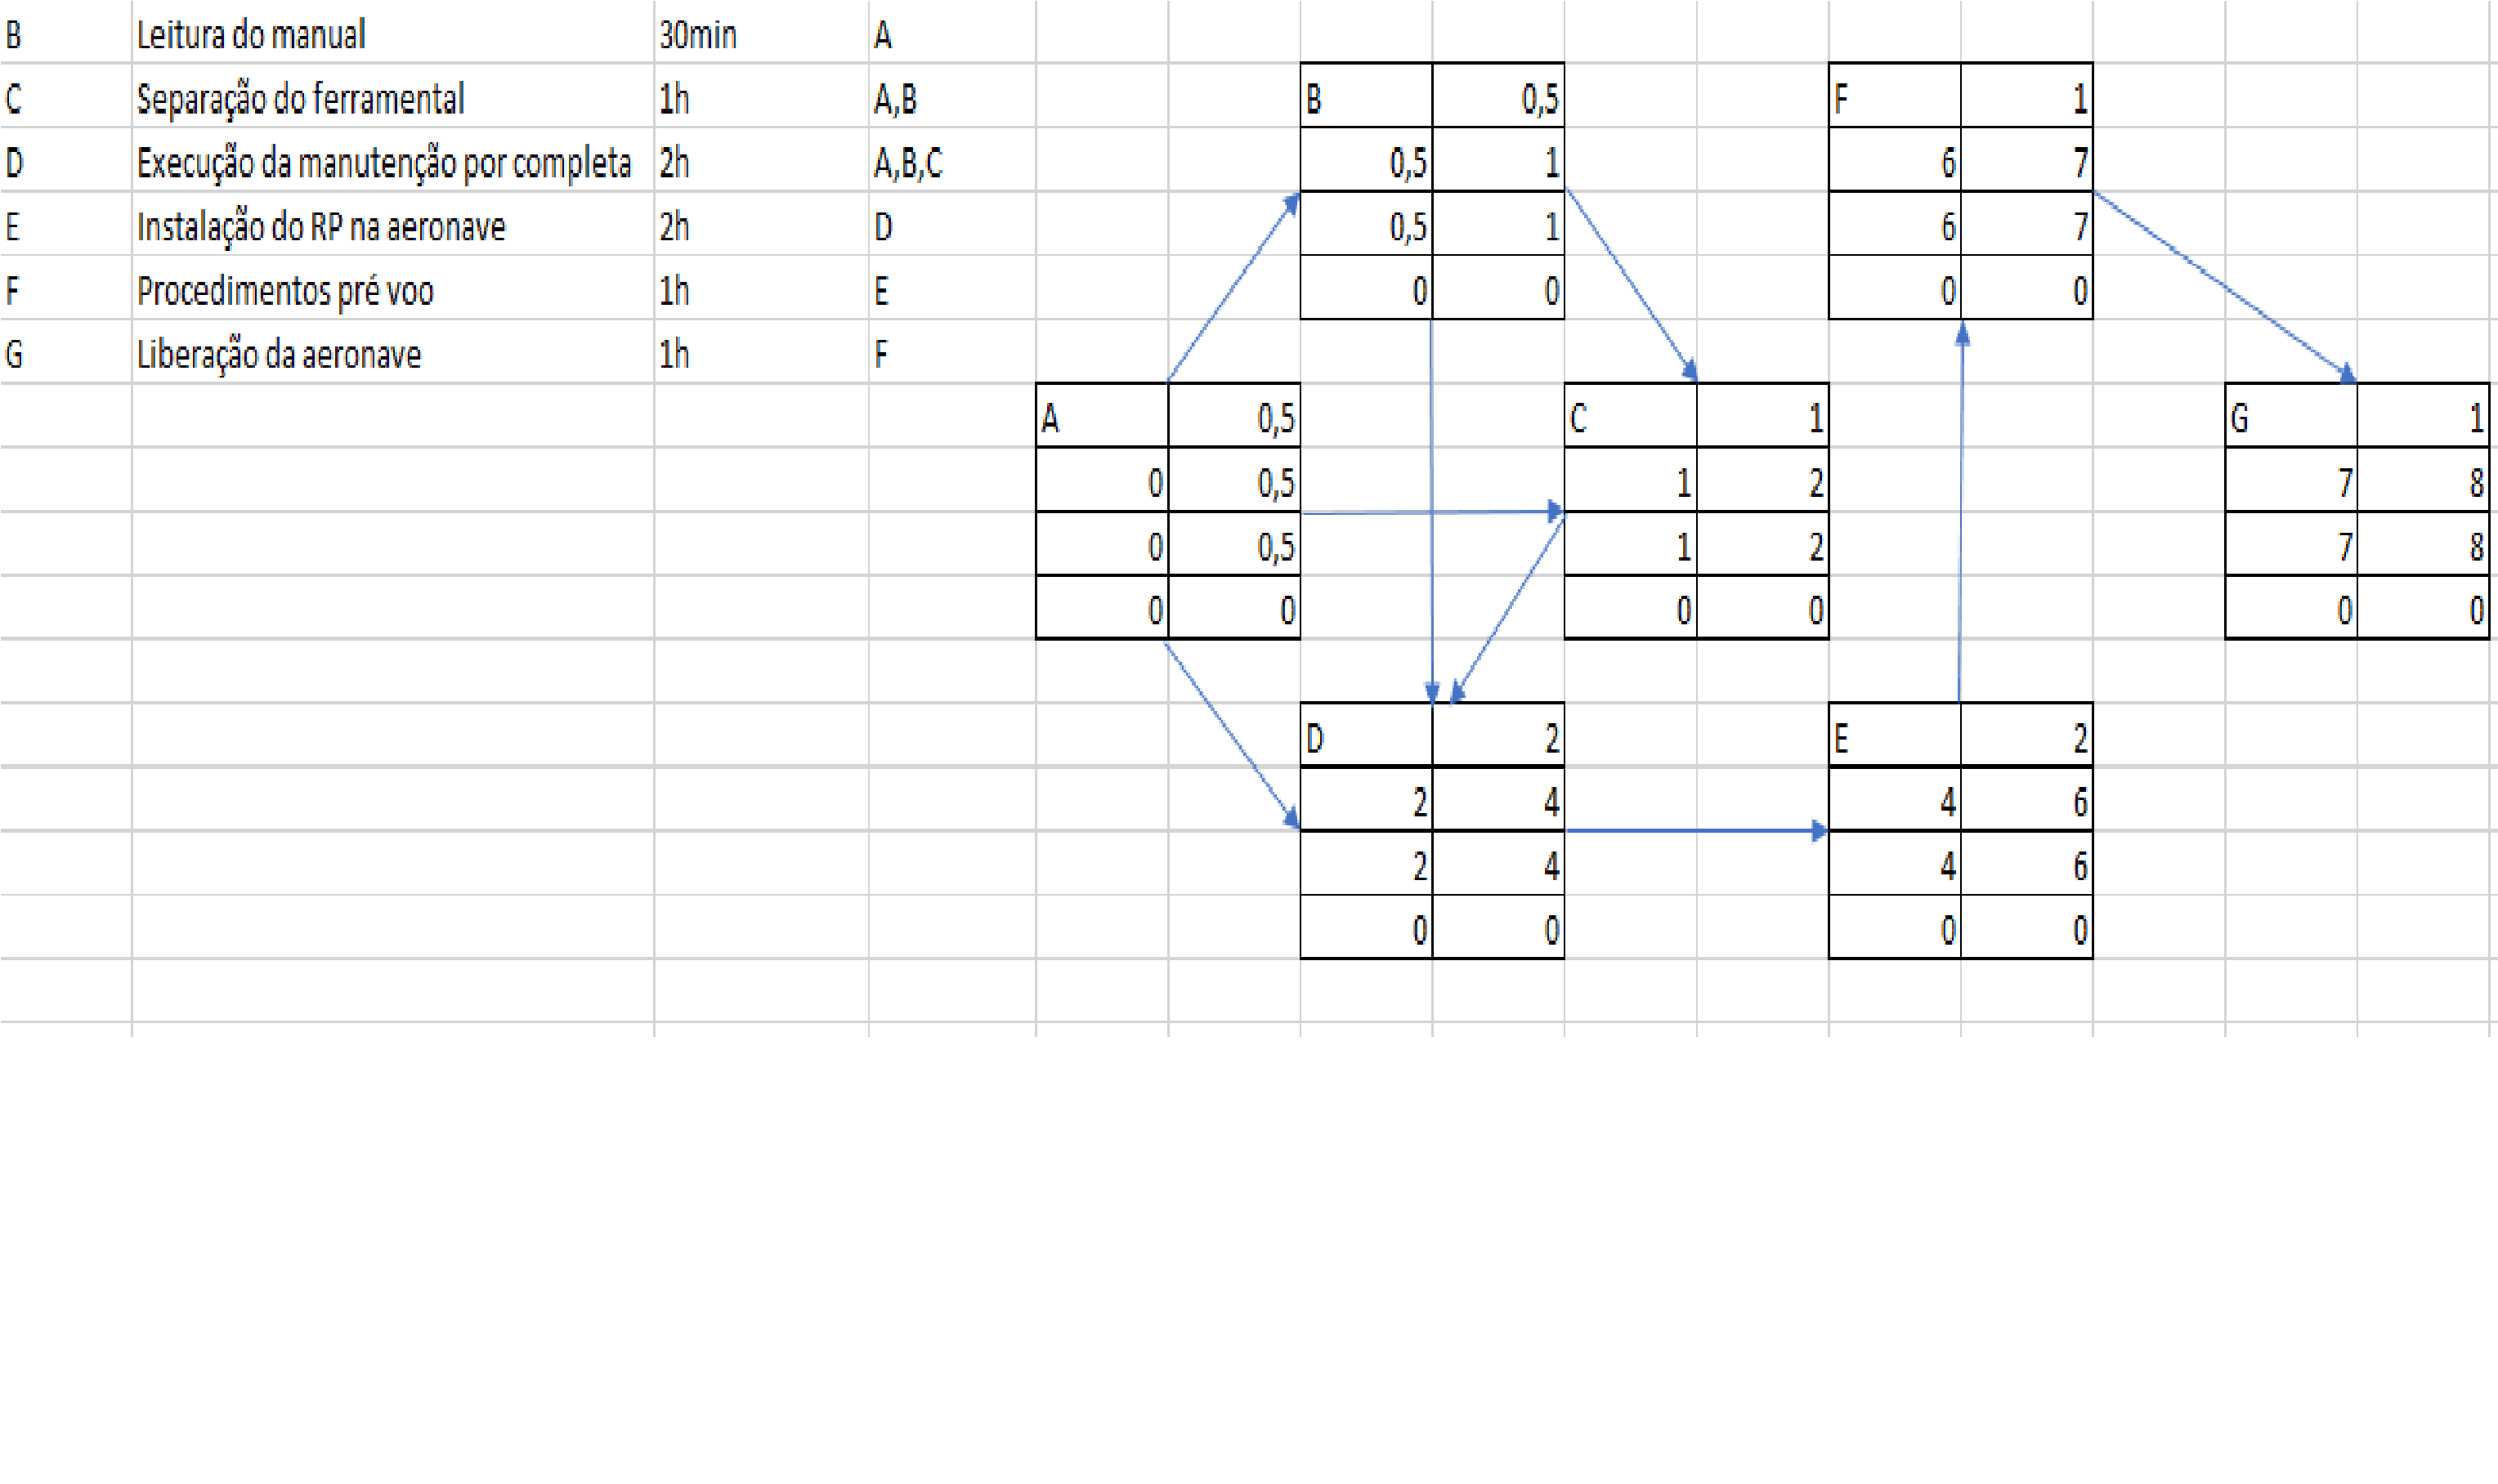 B Leitura do manual 30min A
C Separação do ferramental 1h A,B B 0,5 F 1
D Execução da manutenção por completa 2h A,B,C 0,5 1 6 7
E Instalação do RP na aeronave 2h D 0,5 1 6 7
F Procedimentos pré voo 1h E 0 0 0 0
G Liberação da aeronave 1h F
A 0,5 C 1 G 1
0 0,5 1 2 7 8
0 0,5 1 2 7 8
0 0 0 0 0 0
D 2 E 2
2 4 4 6
2 4 4 6
0 0 0 0